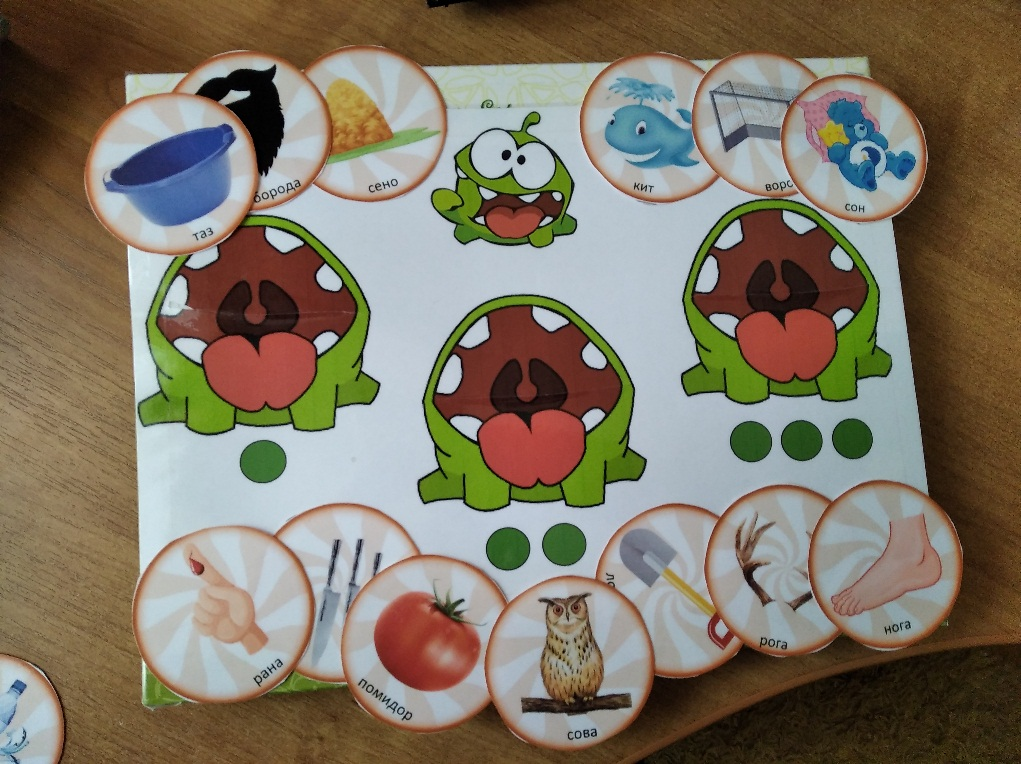 таз
борода
сено
кит
сон
рана
помидор
сова
рога
нога